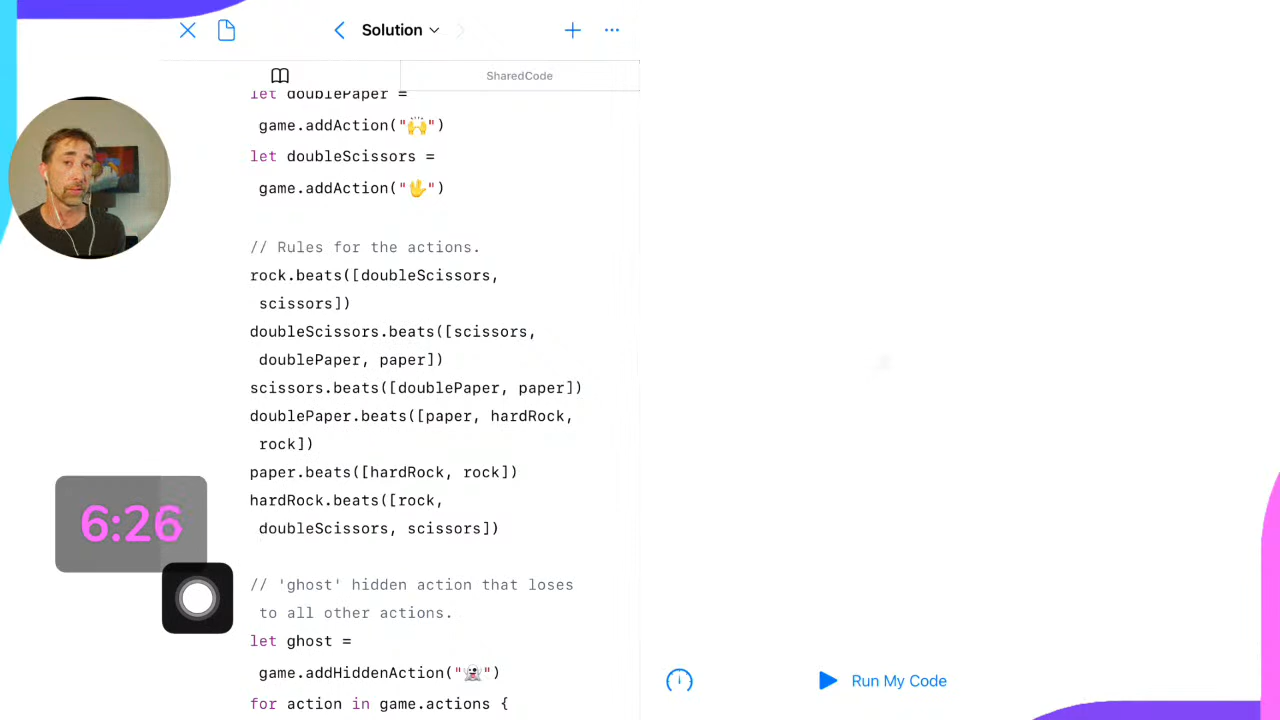 Solution
SharedCode
let doublePaper =
game.addAction("🙌")
let doubleScissors =
game.addAction("🖖")
// Rules for the actions.
rock.beats([doubleScissors,
scissors])
doubleScissors.beats([scissors,
doublePaper, paper])
scissors.beats([doublePaper, paper])
doublePaper.beats([paper, hardRock,
rock])
paper.beats([hardRock, rock])
hardRock.beats([rock,
doubleScissors, scissors])
// 'ghost' hidden action that loses
to all other actions.
let ghost =
game.addHiddenAction("👻")
for action in game.actions {
6:26
Run My Code